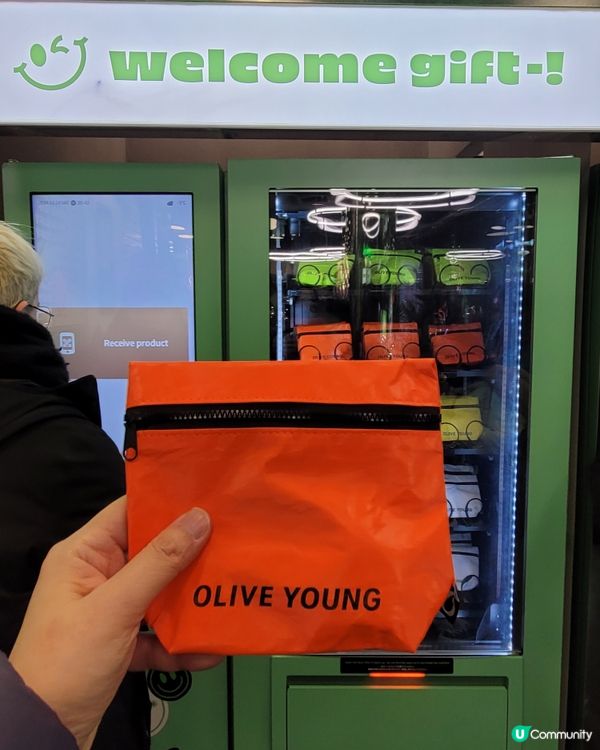 welcome gift-!
Receive product
OLIVE YOUNG
U Community